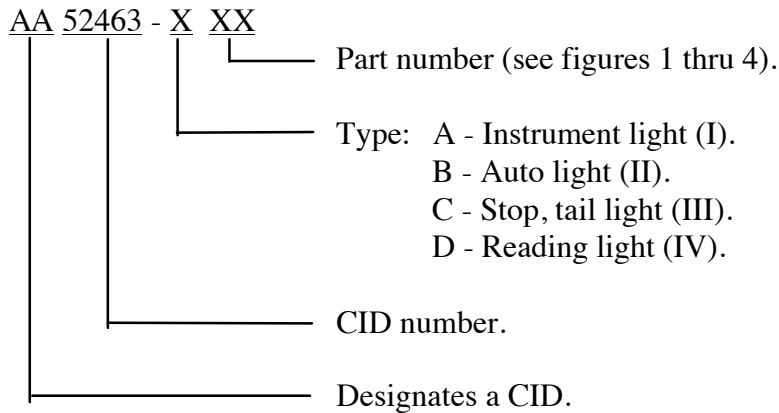 AA 52463 - X XX
Part number (see figures 1 thru 4).
Type: A - Instrument light (I).
B - Auto light (II).
C - Stop, tail light (III).
D - Reading light (IV).
CID number.
Designates a CID.